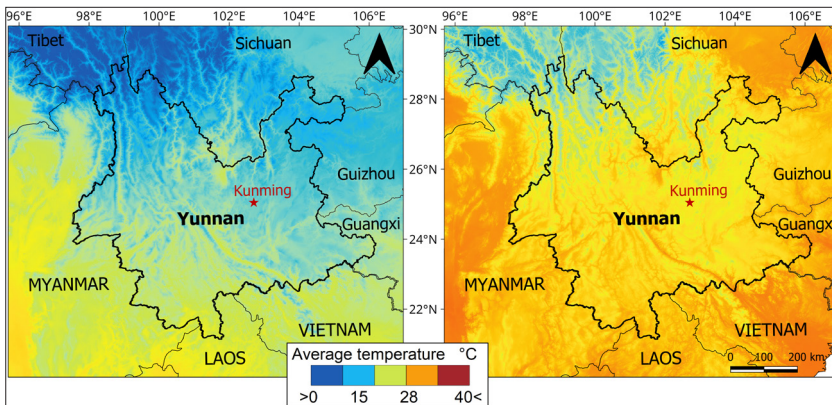 96°E 98°E 100°E 102°E 104°E 106°E 30°N 96°E 98°E 100°E 102°E 104°E 106°E
Tibet Sichuan Tibet Sichuan
28°N
26°N
Guizhou Guizhou
Kunming Kunming
Yunnan Guangxi Yunnan Guangxi
24°N
MYANMAR MYANMAR
22°N
VIETNAM VIETNAM
LAOS LAOS
0 100 200 km
Average temperature °C
>0 15 28 40<